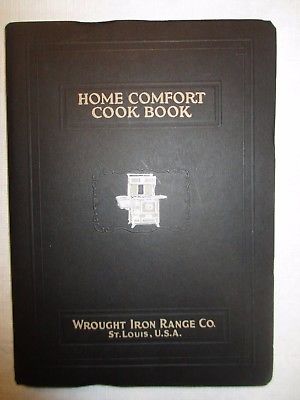 HOME COMFORT
COOK BOOK
WROUGHT IRON RANGE CO.
ST. LOUIS, U.S.A.